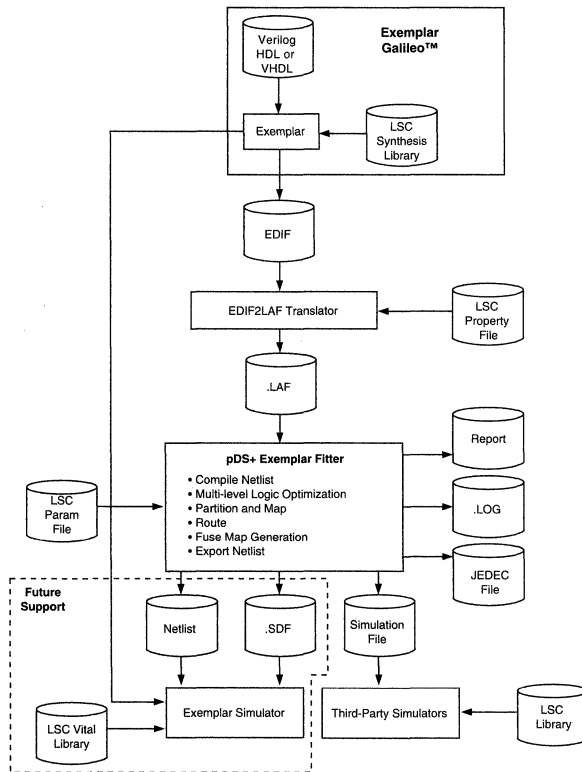 Exemplar
Galileo™
Verilog
HDL or
VHDL
Exemplar
LSC
Synthesis
Library
EDIF
EDIF2LAF Translator
LSC
Property
File
.LAF
pDS+ Exemplar Fitter
• Compile Netlist
• Multi-level Logic Optimization
• Partition and Map
• Route
• Fuse Map Generation
• Export Netlist
LSC
Param
File
Report
.LOG
JEDEC
File
Future
Support
Netlist
.SDF
Simulation
File
Exemplar Simulator
LSC Vital
Library
Third-Party Simulators
LSC
Library